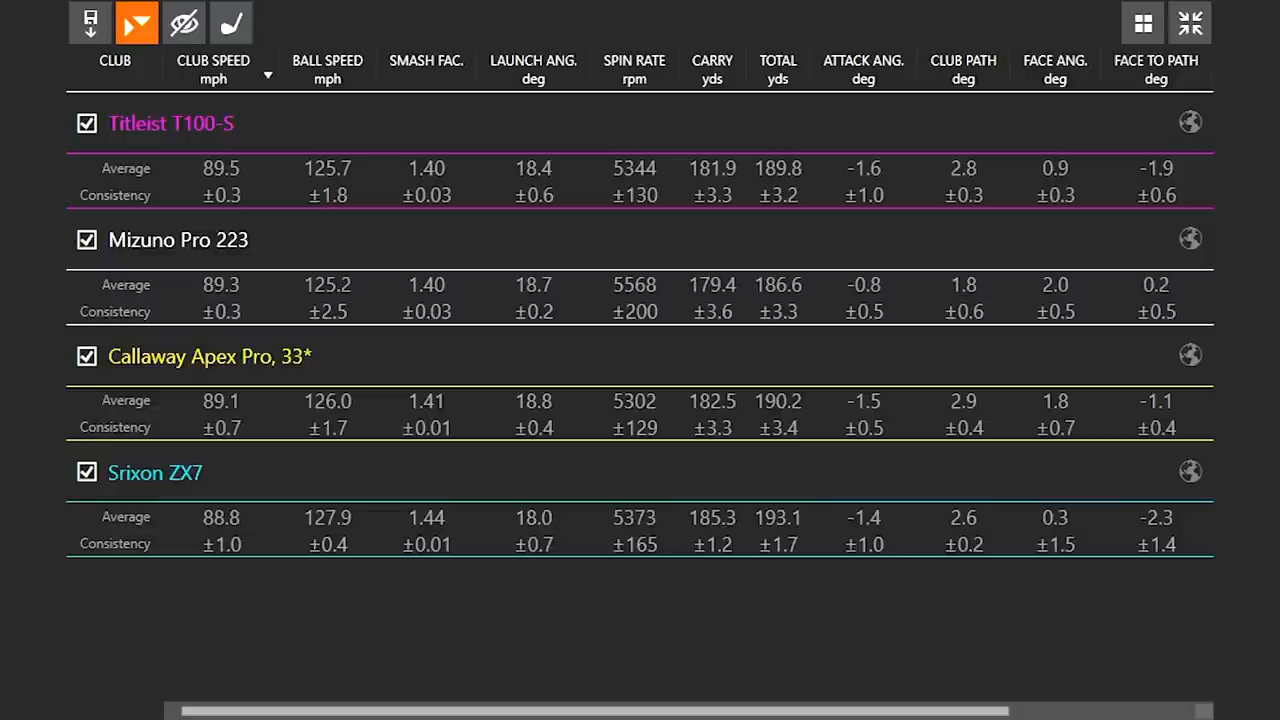 CLUB CLUB SPEED BALL SPEED SMASH FAC. LAUNCH ANG. SPIN RATE CARRY TOTAL ATTACK ANG. CLUB PATH FACE ANG. FACE TO PATH
mph mph deg rpm yds yds deg deg deg deg
Titleist T100-S
Average 89.5 125.7 1.40 18.4 5344 181.9 189.8 -1.6 2.8 0.9 -1.9
Consistency ±0.3 ±1.8 ±0.03 ±0.6 ±130 ±3.3 ±3.2 ±1.0 ±0.3 ±0.3 ±0.6
Mizuno Pro 223
Average 89.3 125.2 1.40 18.7 5568 179.4 186.6 -0.8 1.8 2.0 0.2
Consistency ±0.3 ±2.5 ±0.03 ±0.2 ±200 ±3.6 ±3.3 ±0.5 ±0.6 ±0.5 ±0.5
Callaway Apex Pro, 33*
Average 89.1 126.0 1.41 18.8 5302 182.5 190.2 -1.5 2.9 1.8 -1.1
Consistency ±0.7 ±1.7 ±0.01 ±0.4 ±129 ±3.3 ±3.4 ±0.5 ±0.4 ±0.7 ±0.4
Srixon ZX7
Average 88.8 127.9 1.44 18.0 5373 185.3 193.1 -1.4 2.6 0.3 -2.3
Consistency ±1.0 ±0.4 ±0.01 ±0.7 ±165 ±1.2 ±1.7 ±1.0 ±0.2 ±1.5 ±1.4